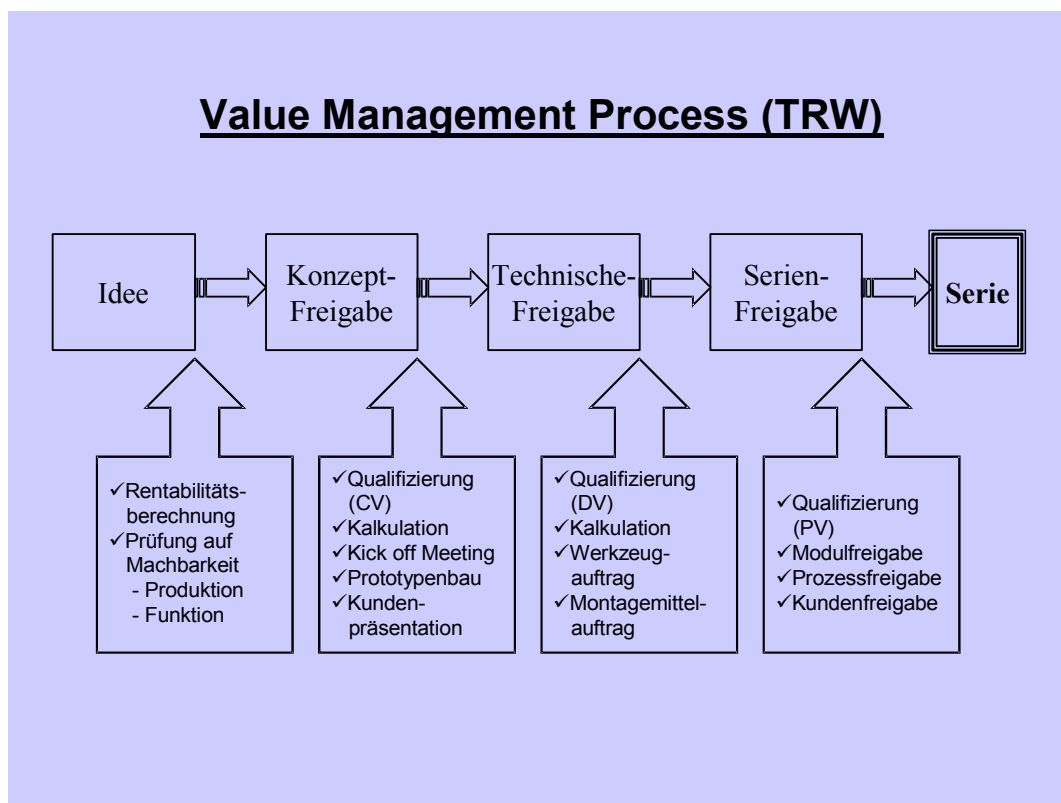 Value Management Process (TRW)
Idee
Konzept-
Freigabe
Technische-
Freigabe
Serien-
Freigabe
Serie
✓Rentabilitäts-
berechnung
✓Prüfung auf
Machbarkeit
- Produktion
- Funktion
✓Qualifizierung
(CV)
✓Kalkulation
✓Kick off Meeting
✓Prototypenbau
✓Kunden-
präsentation
✓Qualifizierung
(DV)
✓Kalkulation
✓Werkzeug-
auftrag
✓Montagemittel-
auftrag
✓Qualifizierung
(PV)
✓Modulfreigabe
✓Prozessfreigabe
✓Kundenfreigabe